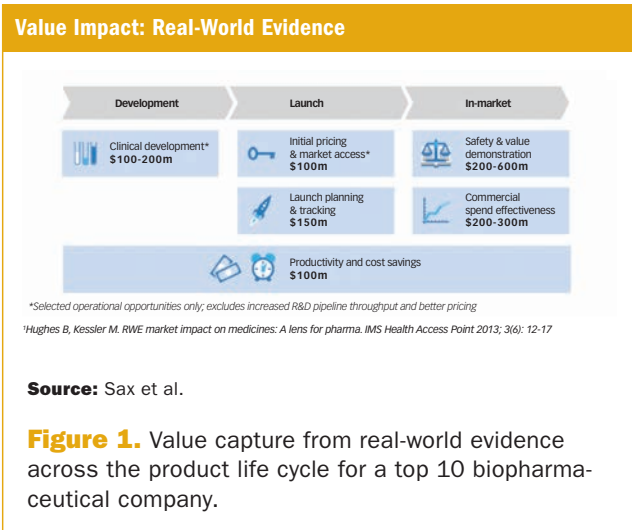 Value Impact: Real-World Evidence
Development
Launch
In-market
Clinical development*
$100-200m
Initial pricing
& market access*
$100m
Safety & value
demonstration
$200-600m
Launch planning
& tracking
$150m
Commercial
spend effectiveness
$200-300m
Productivity and cost savings
$100m
*Selected operational opportunities only; excludes increased R&D pipeline throughput and better pricing
¹Hughes B, Kessler M. RWE market impact on medicines: A lens for pharma. IMS Health Access Point 2013; 3(6): 12-17
Source: Sax et al.
Figure 1. Value capture from real-world evidence
across the product life cycle for a top 10 biopharma-
ceutical company.